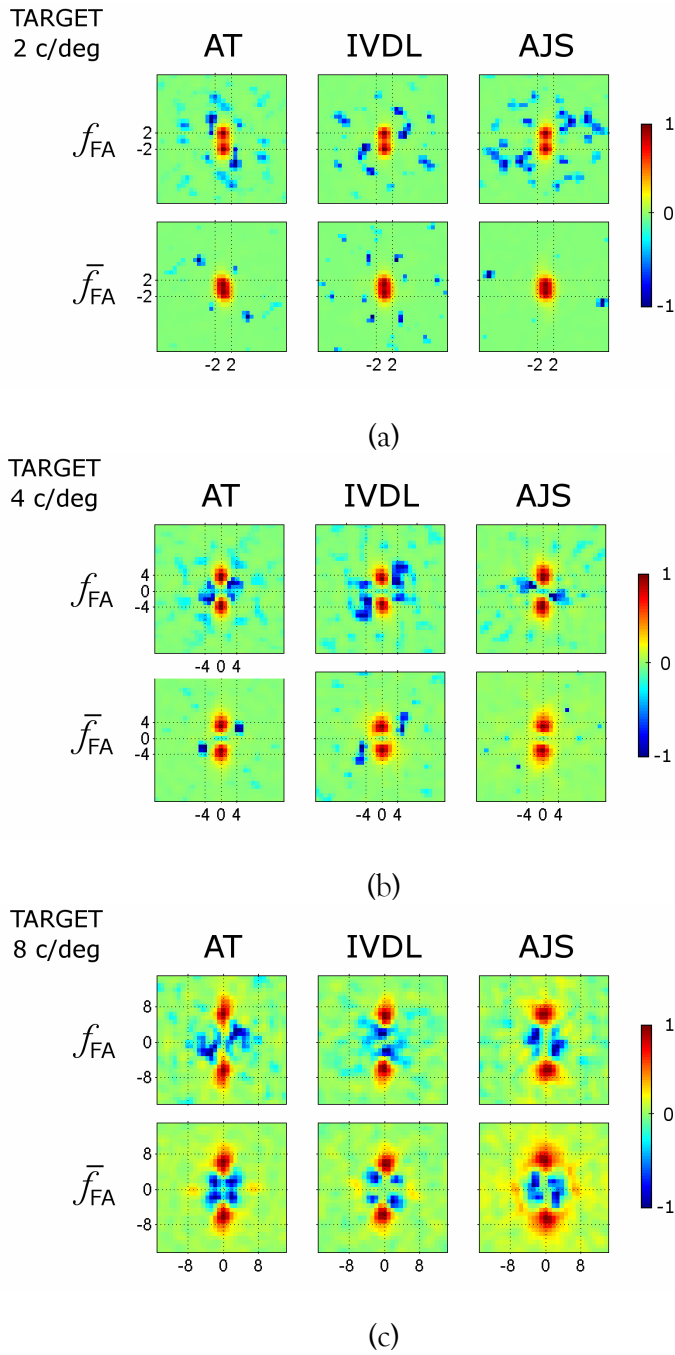 TARGET
2 c/deg
AT IVDL AJS
f_FA
2
-2
1
0
-1
f̅_FA
2
-2
-2 2 -2 2 -2 2
(a)
TARGET
4 c/deg
AT IVDL AJS
f_FA
4
0
-4
-4 0 4
1
0
-1
f̅_FA
4
0
-4
-4 0 4 -4 0 4 -4 0 4
(b)
TARGET
8 c/deg
AT IVDL AJS
f_FA
8
0
-8
1
0
-1
f̅_FA
8
0
-8
-8 0 8 -8 0 8 -8 0 8
(c)